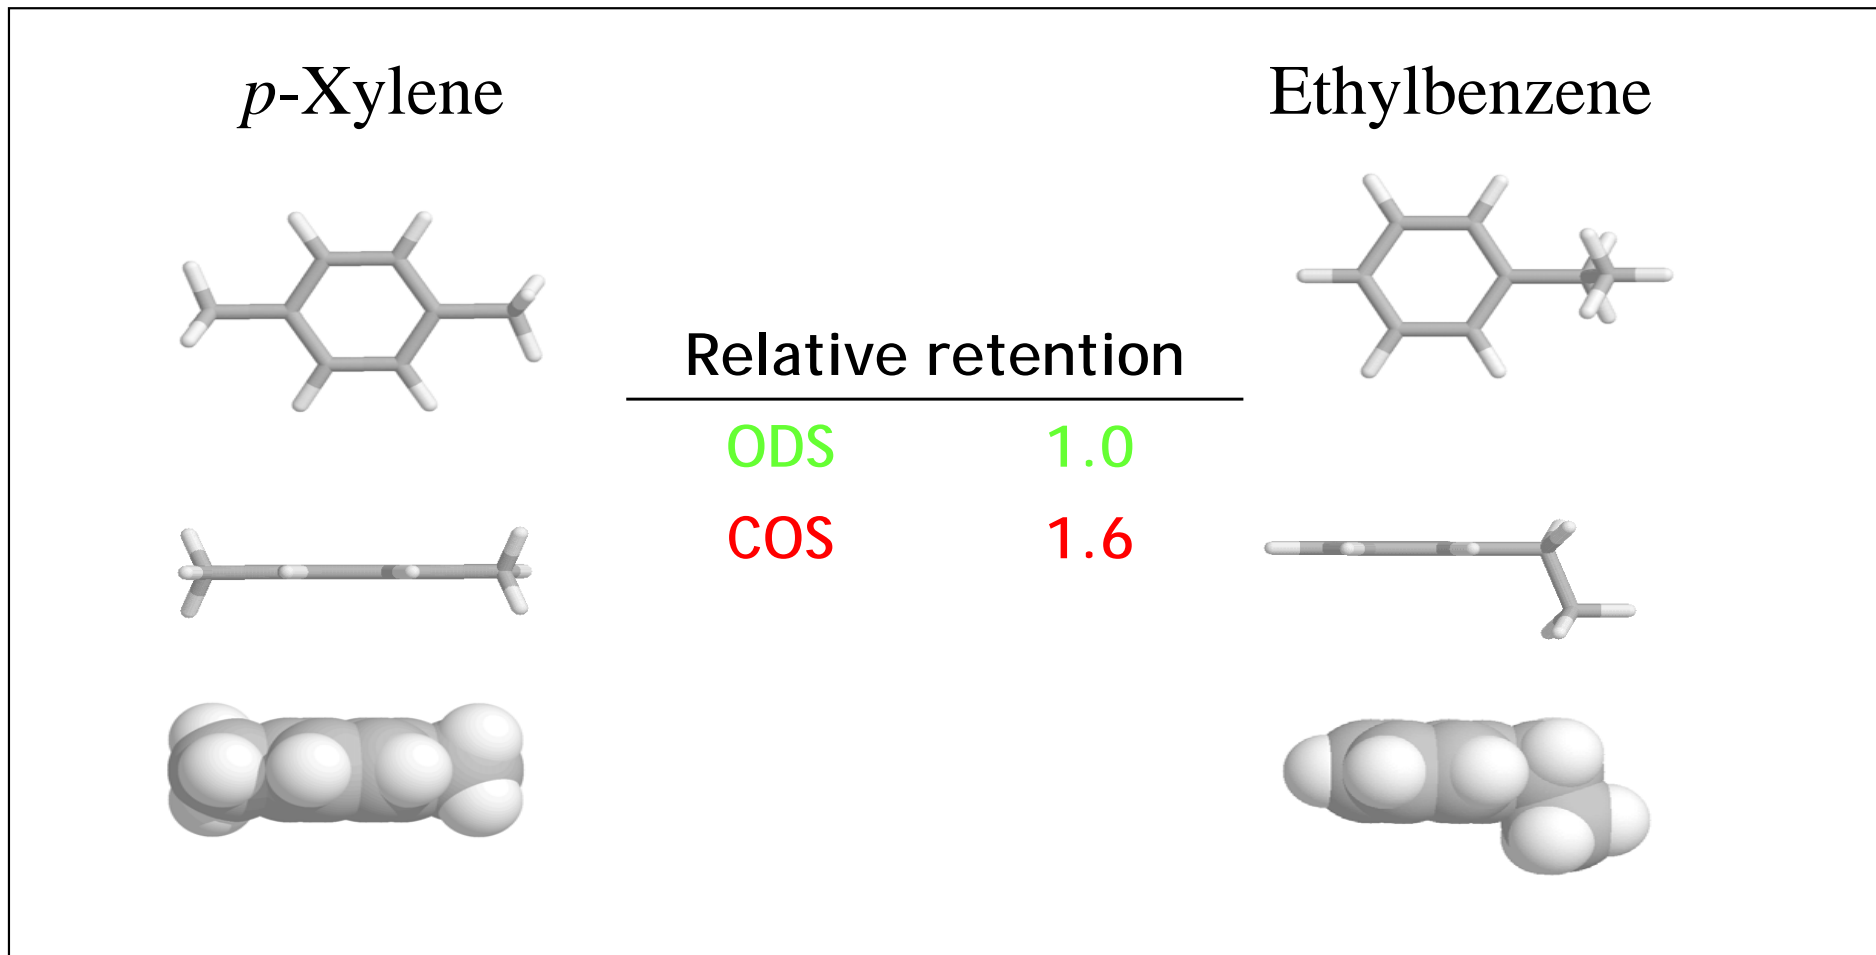 p-Xylene
Ethylbenzene
Relative retention
ODS 1.0
COS 1.6